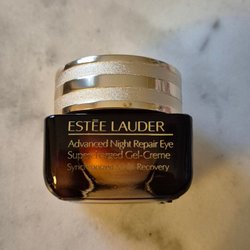 ESTĒE LAUDER
Advanced Night Repair Eye
Supercharged Gel-Creme
Recovery